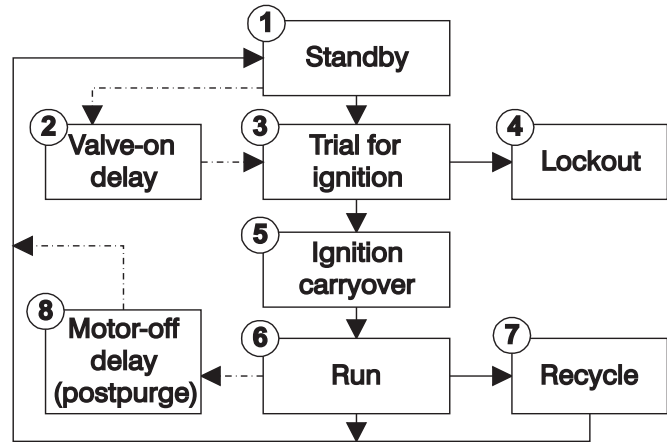 1
Standby
2
Valve-on
delay
3
Trial for
ignition
4
Lockout
5
Ignition
carryover
8
Motor-off
delay
(postpurge)
6
Run
7
Recycle